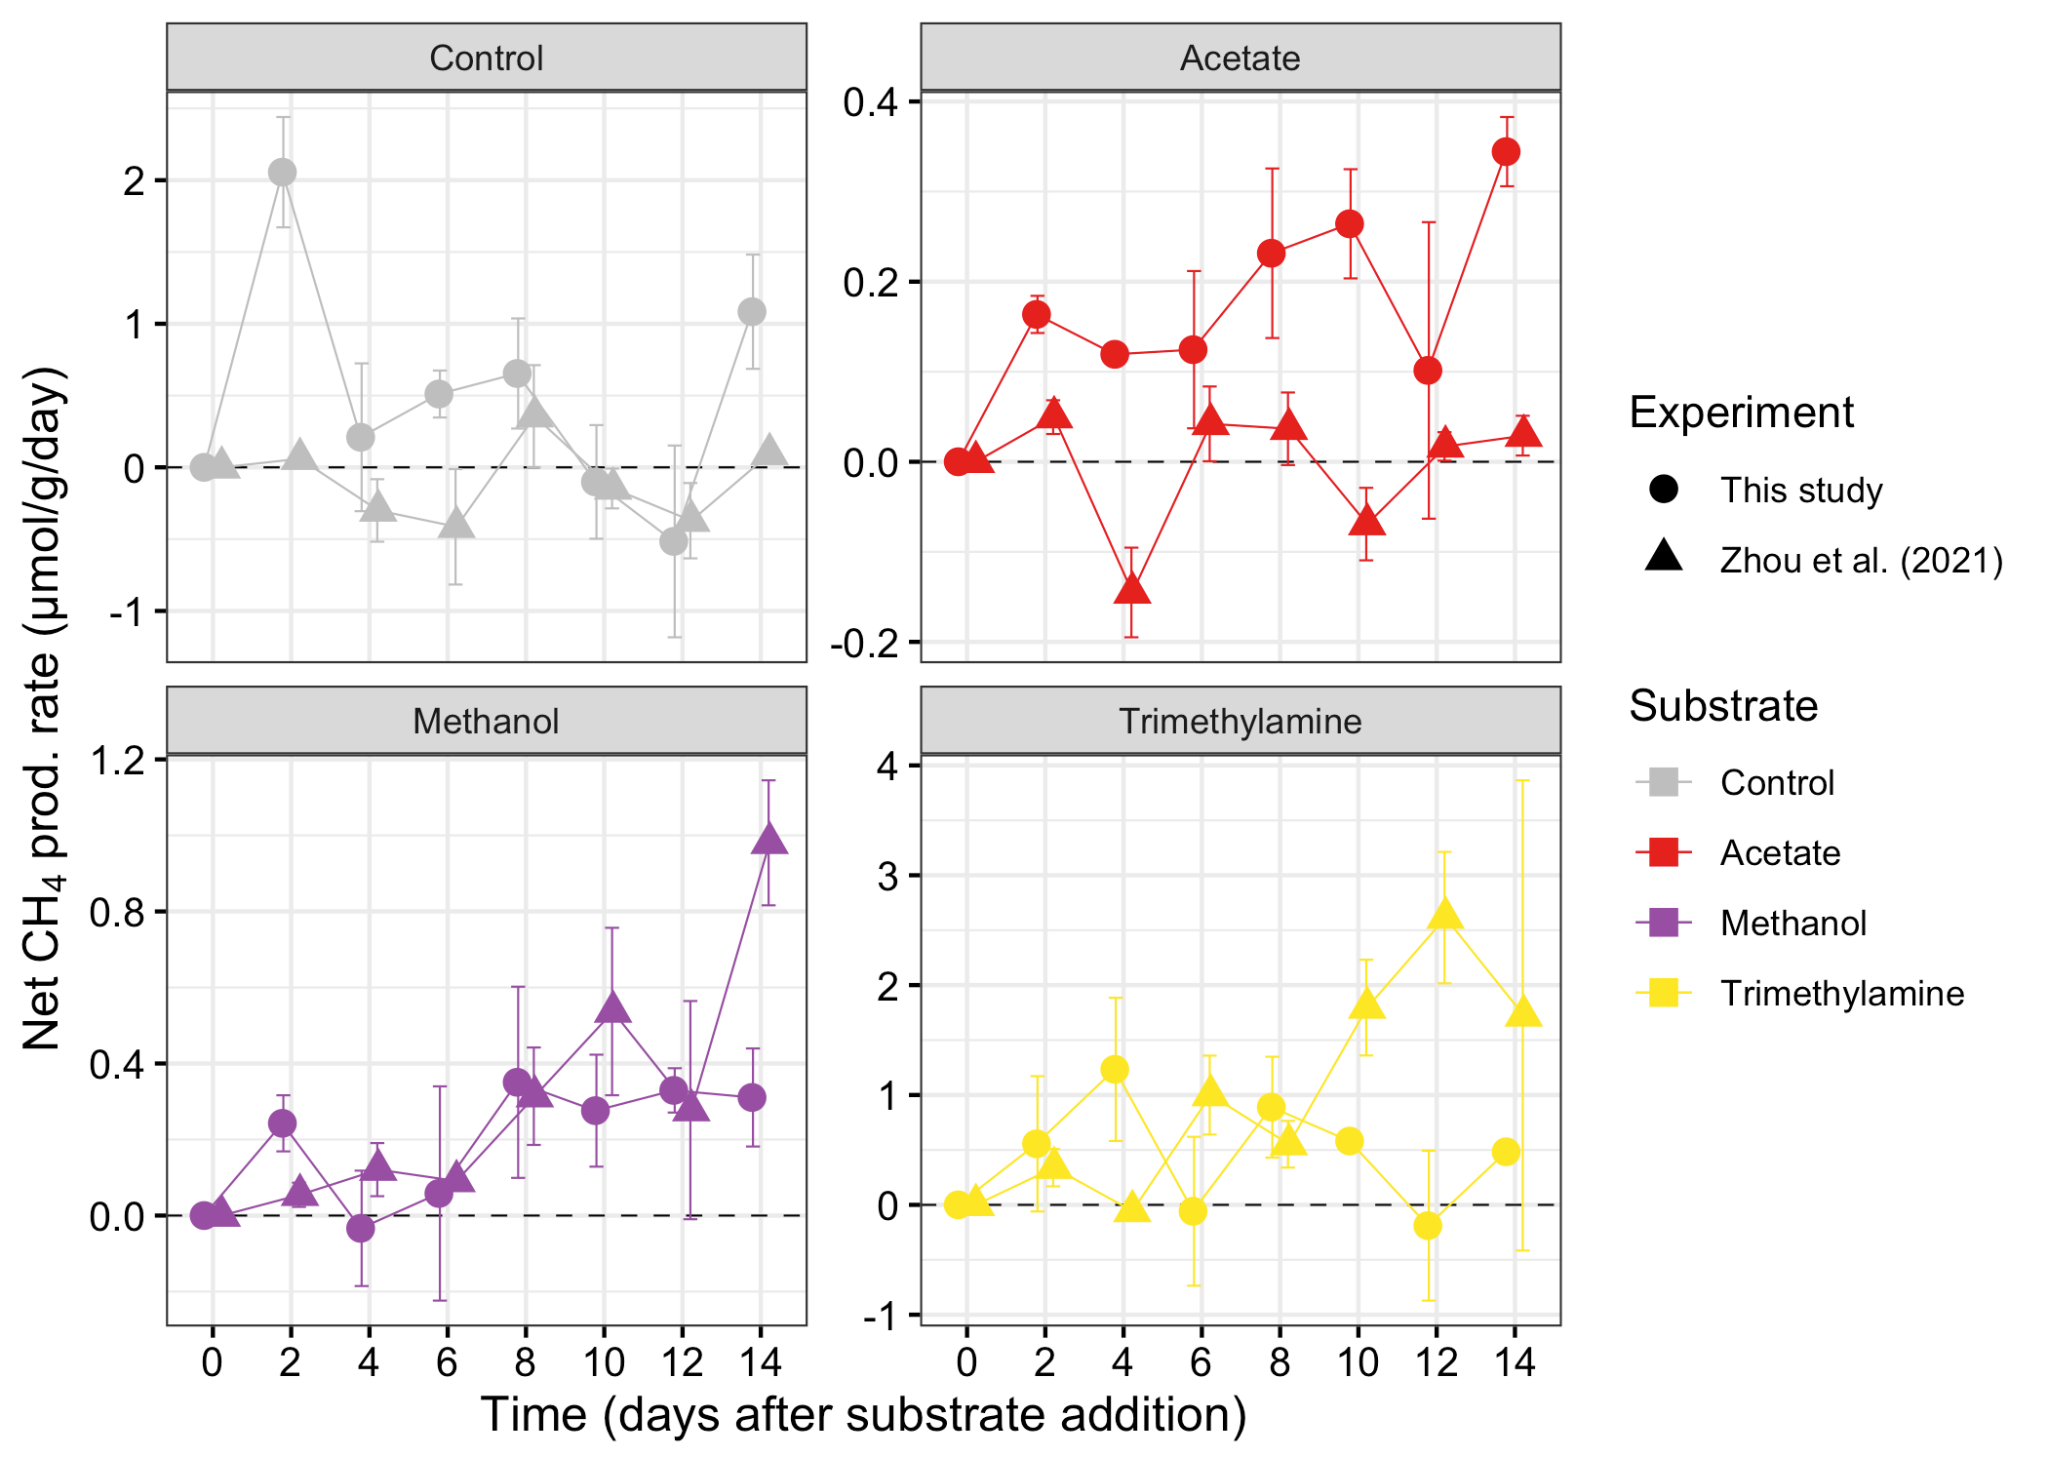 Control
Acetate
2
1
0
-1
0.4
0.2
0.0
-0.2
Methanol
Trimethylamine
1.2
0.8
0.4
0.0
4
3
2
1
0
-1
0 2 4 6 8 10 12 14
0 2 4 6 8 10 12 14
Time (days after substrate addition)
Net CH₄ prod. rate (μmol/g/day)
Experiment
This study
Zhou et al. (2021)
Substrate
Control
Acetate
Methanol
Trimethylamine